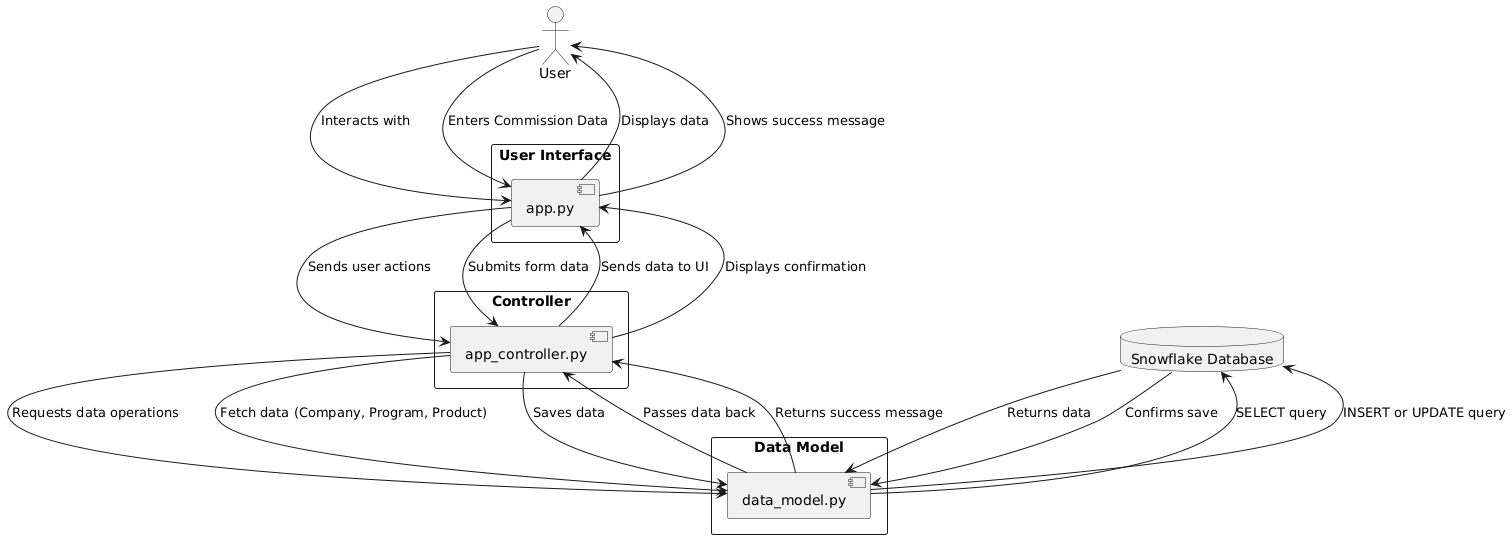 User
Interacts with
Enters Commission Data
Displays data
Shows success message
User Interface
app.py
Sends user actions
Submits form data
Sends data to UI
Displays confirmation
Controller
app_controller.py
Snowflake Database
Requests data operations
Fetch data (Company, Program, Product)
Saves data
Passes data back
Returns success message
Returns data
Confirms save
SELECT query
INSERT or UPDATE query
Data Model
data_model.py